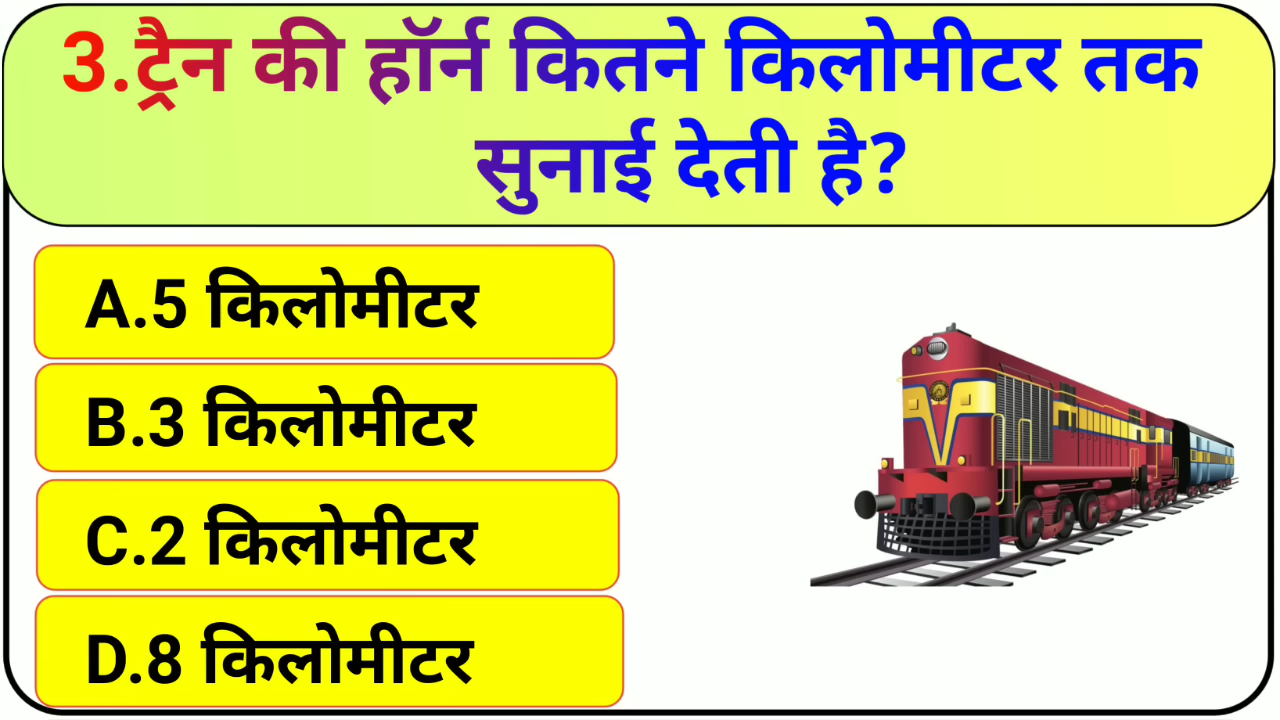 3.ट्रैन की हॉर्न कितने किलोमीटर तक
सुनाई देती है?
A.5 किलोमीटर
B.3 किलोमीटर
C.2 किलोमीटर
D.8 किलोमीटर